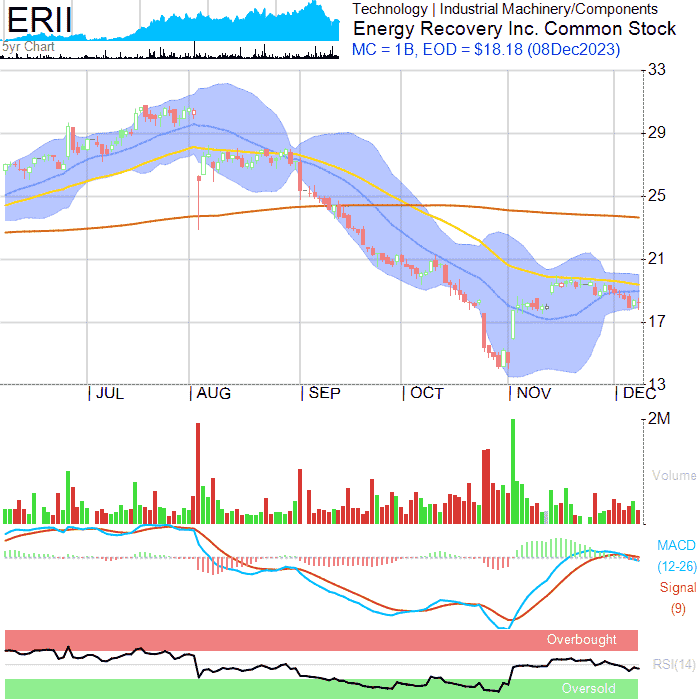 ERII
5yr Chart
Technology | Industrial Machinery/Components
Energy Recovery Inc. Common Stock
MC = 1B, EOD = $18.18 (08Dec2023)
33
29
25
21
17
13
JUL AUG SEP OCT NOV DEC
2M
Volume
MACD
(12-26)
Signal
(9)
Overbought
RSI(14)
Oversold